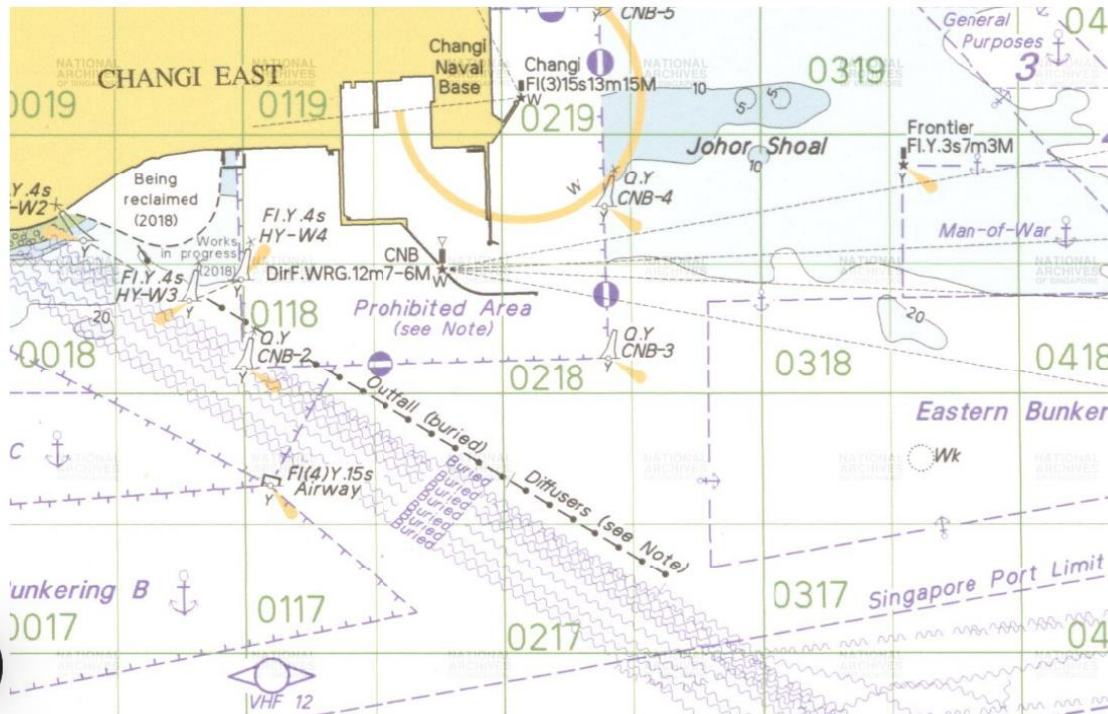 CNB-5
General
Purposes
04
3
Changi
Naval
Base
Changi
Fl(3)15s13m15M
W
CHANGI EAST
0019
0119
0219
0319
10
5
5
Johor Shoal
10
Frontier
Fl.Y.3s7m3M
Y
Being
reclaimed
(2018)
.Y.4s
-W2
Y
Fl.Y.4s
HY-W4
Works
in progress
(2018)
Y
W
Q.Y
CNB-4
Y
Man-of-War
CNB
DirF.WRG.12m7-6M
W
Fl.Y.4s
HY-W3
Y
Prohibited Area
(see Note)
20
20
0018
0118
0218
0318
0418
Q.Y
CNB-2
Y
Q.Y
CNB-3
Y
Outfall (buried)
Eastern Bunker
C
Wk
Fl(4)Y.15s
Airway
Y
Buried
Buried
Buried
Buried
Buried
Buried
Diffusers (see Note)
unkering B
Singapore Port Limit
0017
0117
0217
0317
04
VHF 12
NATIONAL
ARCHIVES
OF SINGAPORE